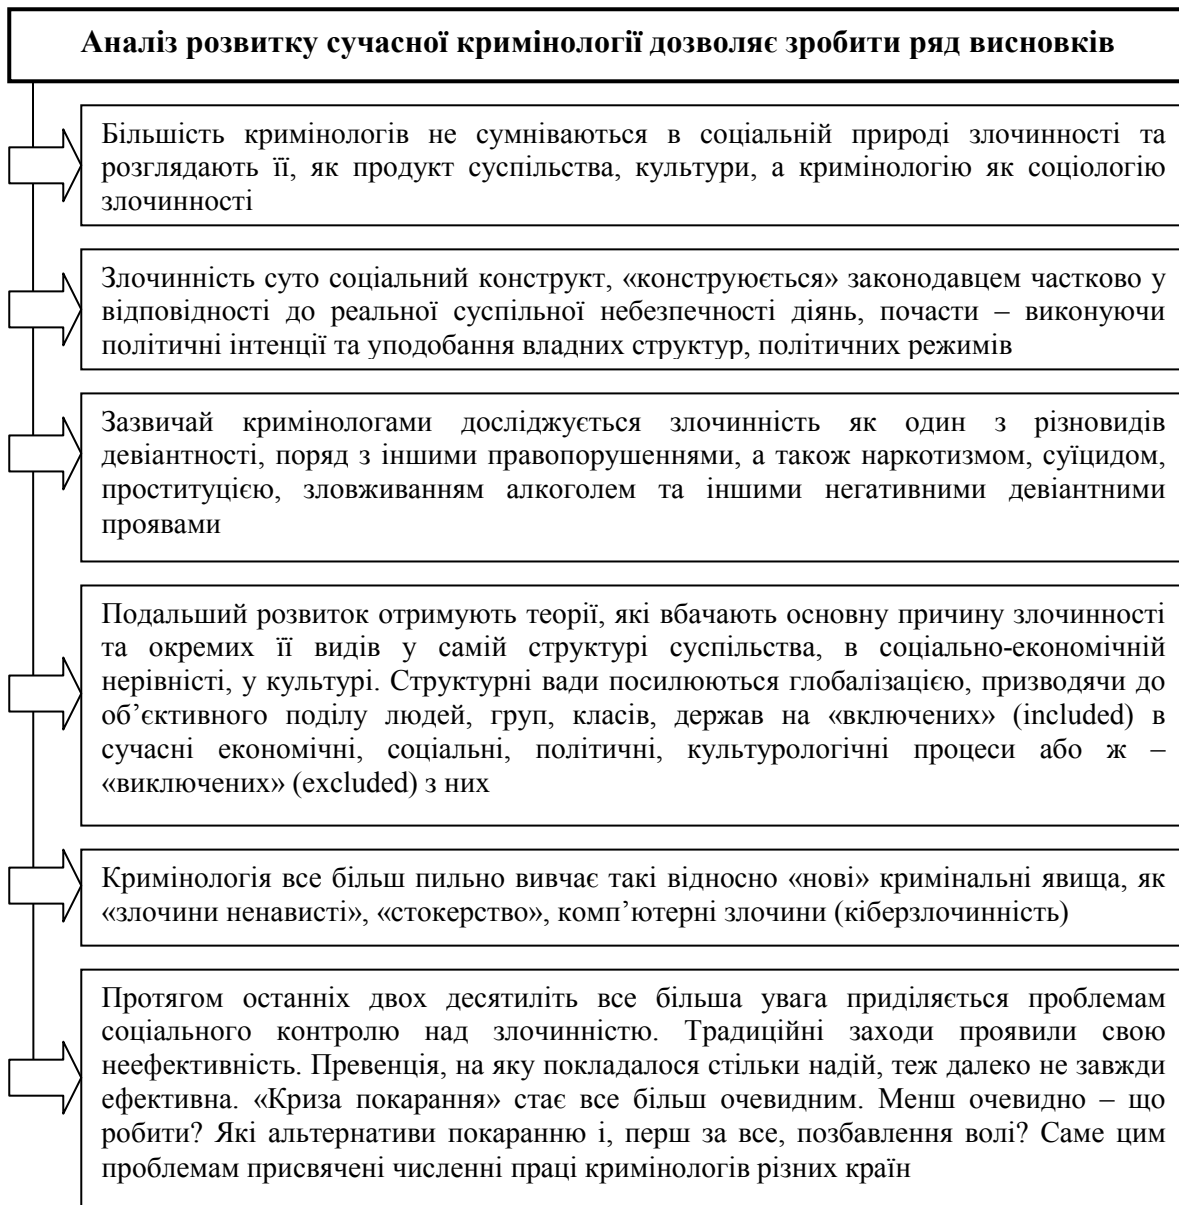 Аналіз розвитку сучасної кримінології дозволяє зробити ряд висновків
Більшість кримінологів не сумніваються в соціальній природі злочинності та
розглядають її, як продукт суспільства, культури, а кримінологію як соціологію
злочинності
Злочинність суто соціальний конструкт, «конструюється» законодавцем частково у
відповідності до реальної суспільної небезпечності діянь, почасти – виконуючи
політичні інтенції та уподобання владних структур, політичних режимів
Зазвичай кримінологами досліджується злочинність як один з різновидів
девіантності, поряд з іншими правопорушеннями, а також наркотизмом, суїцидом,
проституцією, зловживанням алкоголем та іншими негативними девіантними
проявами
Подальший розвиток отримують теорії, які вбачають основну причину злочинності
та окремих її видів у самій структурі суспільства, в соціально-економічній
нерівністі, у культурі. Структурні вади посилюються глобалізацією, призводячи до
об’єктивного поділу людей, груп, класів, держав на «включених» (included) в
сучасні економічні, соціальні, політичні, культурологічні процеси або ж –
«виключених» (excluded) з них
Кримінологія все більш пильно вивчає такі відносно «нові» кримінальні явища, як
«злочини ненависті», «стокерство», комп’ютерні злочини (кіберзлочинність)
Протягом останніх двох десятиліть все більша увага приділяється проблемам
соціального контролю над злочинністю. Традиційні заходи проявили свою
неефективність. Превенція, на яку покладалося стільки надій, теж далеко не завжди
ефективна. «Криза покарання» стає все більш очевидним. Менш очевидно – що
робити? Які альтернативи покаранню і, перш за все, позбавлення волі? Саме цим
проблемам присвячені численні праці кримінологів різних країн